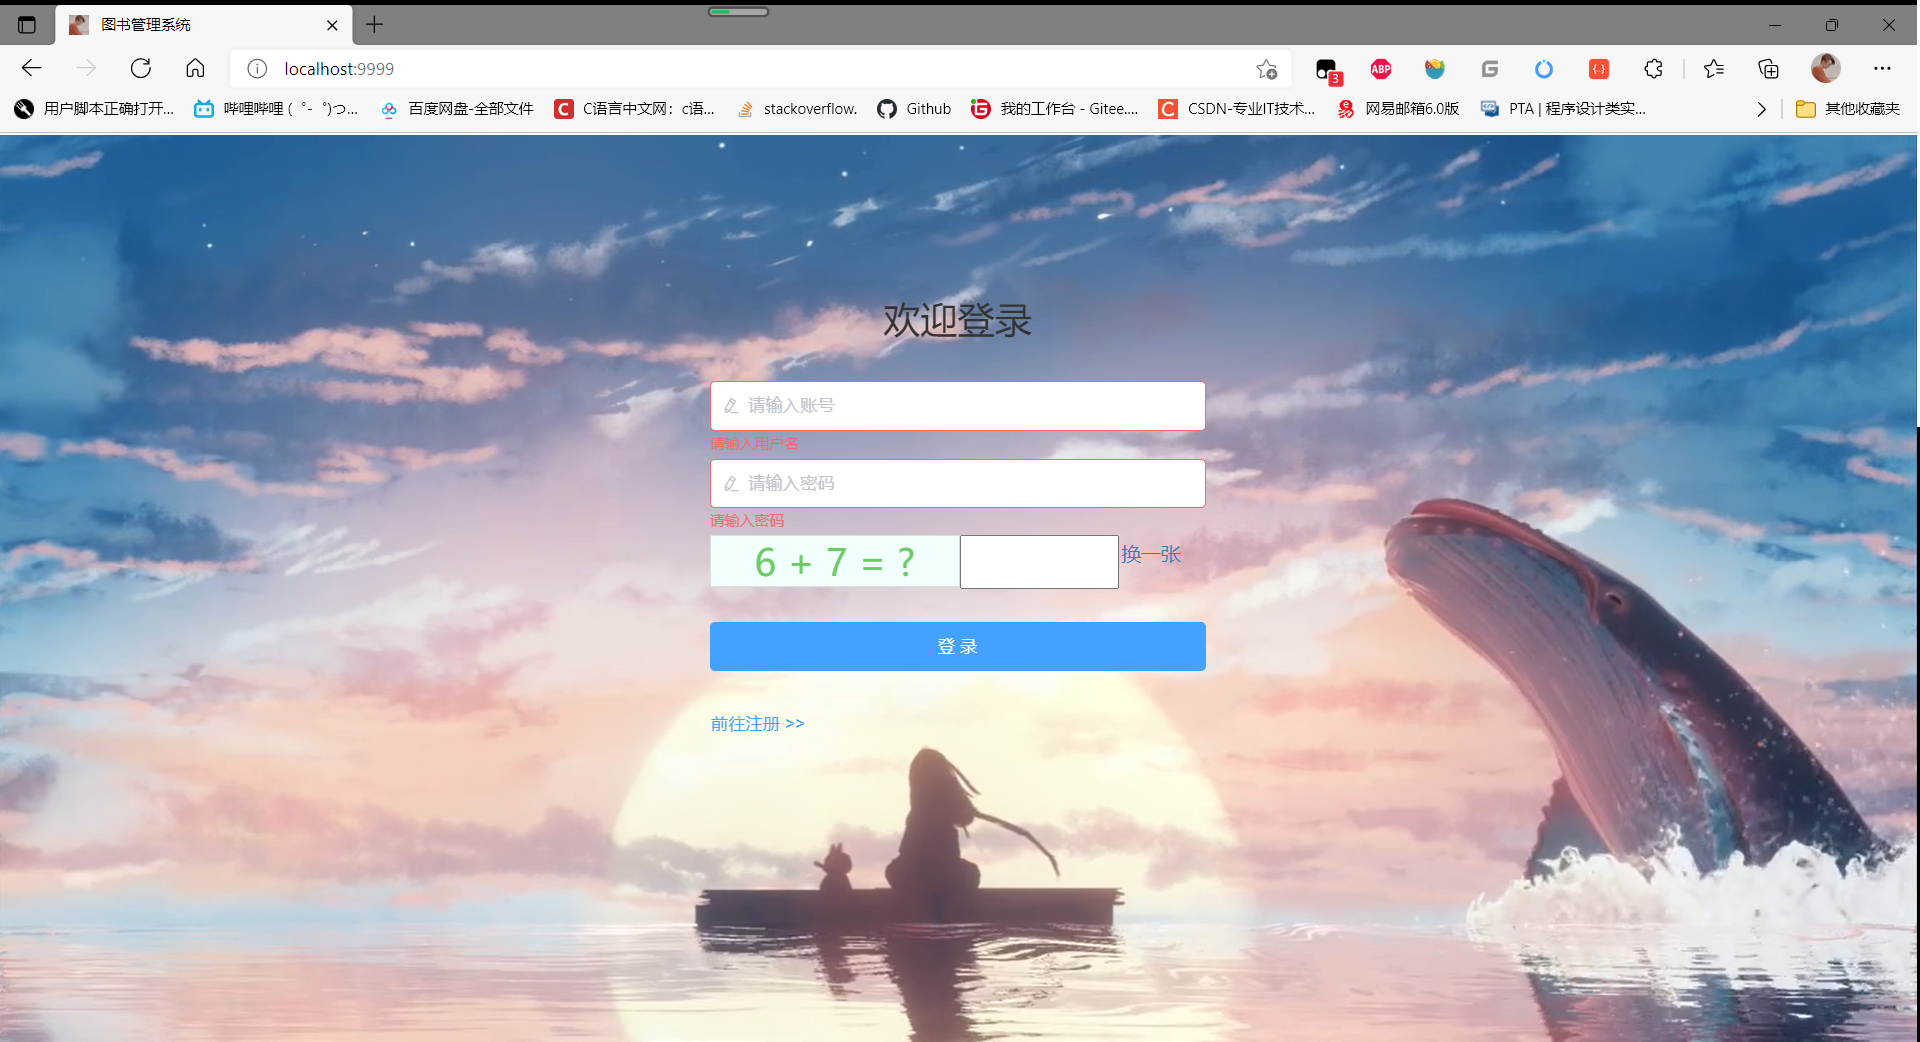 图书管理系统
localhost:9999
3
ABP
用户脚本正确打开...
哔哩哔哩 ( ゜- ゜)つ...
百度网盘-全部文件
C语言中文网：c语...
stackoverflow.
Github
我的工作台 - Gitee....
CSDN-专业IT技术...
网易邮箱6.0版
PTA | 程序设计类实...
其他收藏夹
欢迎登录
请输入账号
请输入用户名
请输入密码
请输入密码
6 + 7 = ?
换一张
登 录
前往注册 >>